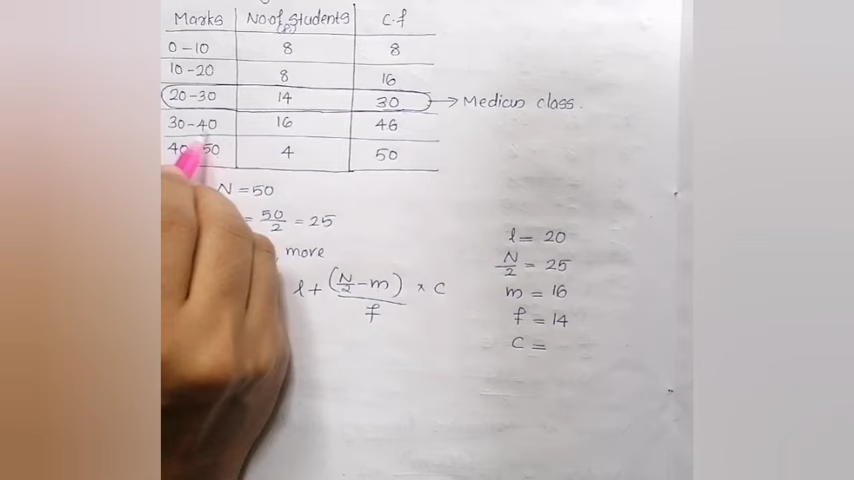 Marks No of students C.f
(f)
0-10 8 8
10-20 8 16
20-30 14 30 → Median class.
30-40 16 46
40-50 4 50
N = 50
= 50/2 = 25
, more
l + (N/2 - m)/f × C
l = 20
N/2 = 25
m = 16
f = 14
C =